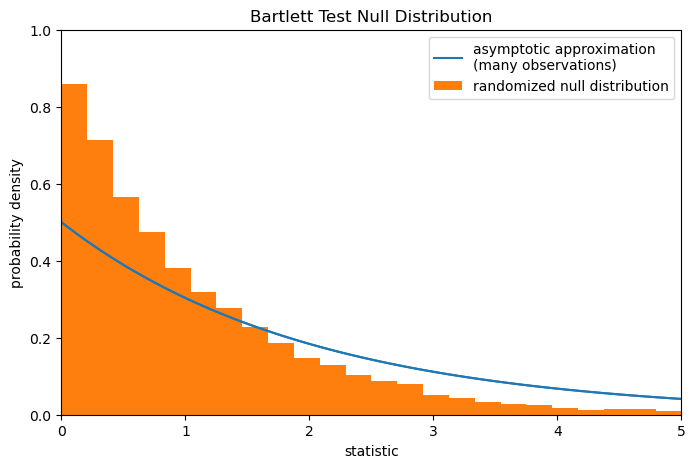 Bartlett Test Null Distribution
1.0
0.8
0.6
0.4
0.2
0.0
probability density
asymptotic approximation
(many observations)
randomized null distribution
0 1 2 3 4 5
statistic